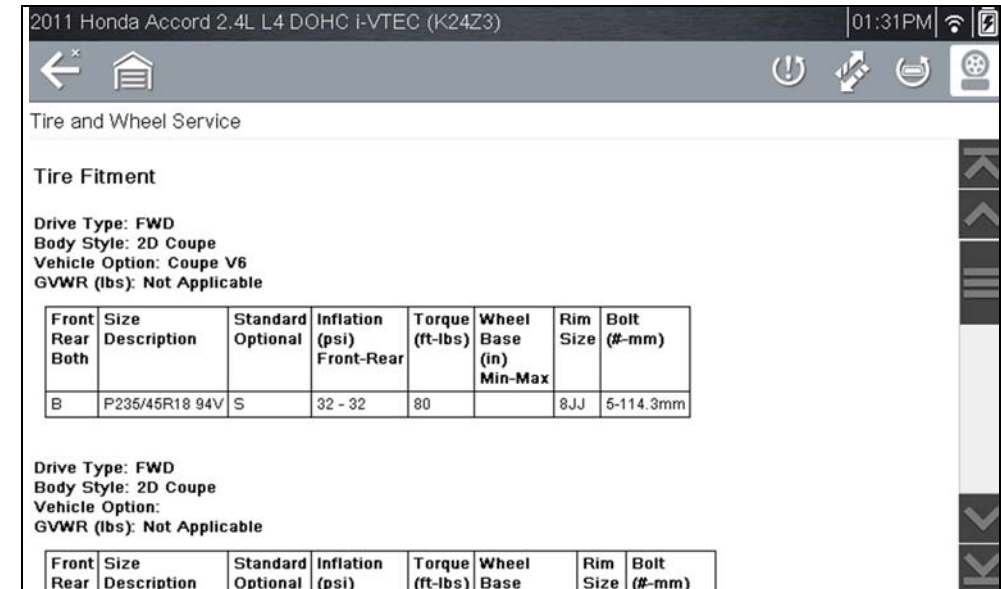 2011 Honda Accord 2.4L L4 DOHC i-VTEC (K24Z3) 01:31PM
Tire and Wheel Service
Tire Fitment
Drive Type: FWD
Body Style: 2D Coupe
Vehicle Option: Coupe V6
GVWR (lbs): Not Applicable
Front Size Standard Inflation Torque Wheel Rim Bolt
Rear Description Optional (psi) (ft-lbs) Base Size (#-mm)
Both Front-Rear (in)
Min-Max
B P235/45R18 94V S 32 - 32 80 8JJ 5-114.3mm
Drive Type: FWD
Body Style: 2D Coupe
Vehicle Option:
GVWR (lbs): Not Applicable
Front Size Standard Inflation Torque Wheel Rim Bolt
Rear Description Optional (psi) (ft-lbs) Base Size (#-mm)